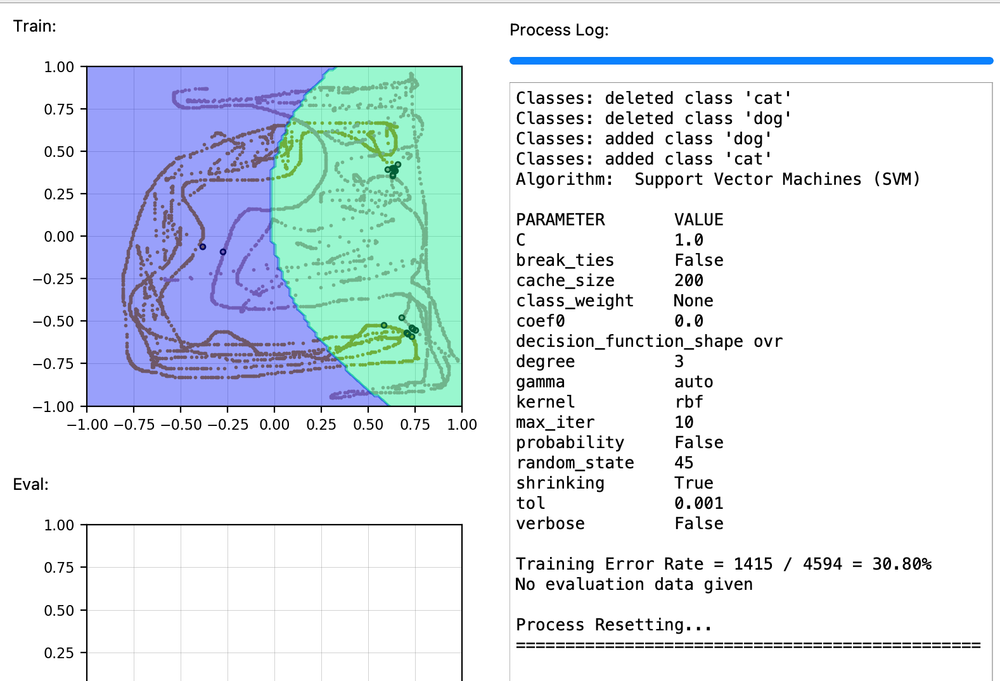 Train:
1.00
0.75
0.50
0.25
0.00
−0.25
−0.50
−0.75
−1.00
−1.00 −0.75 −0.50 −0.25 0.00 0.25 0.50 0.75 1.00
Eval:
1.00
0.75
0.50
0.25
Process Log:
Classes: deleted class 'cat'
Classes: deleted class 'dog'
Classes: added class 'dog'
Classes: added class 'cat'
Algorithm:  Support Vector Machines (SVM)
PARAMETER       VALUE
C               1.0
break_ties      False
cache_size      200
class_weight    None
coef0           0.0
decision_function_shape ovr
degree          3
gamma           auto
kernel          rbf
max_iter        10
probability     False
random_state    45
shrinking       True
tol             0.001
verbose         False
Training Error Rate = 1415 / 4594 = 30.80%
No evaluation data given
Process Resetting...
===============================================